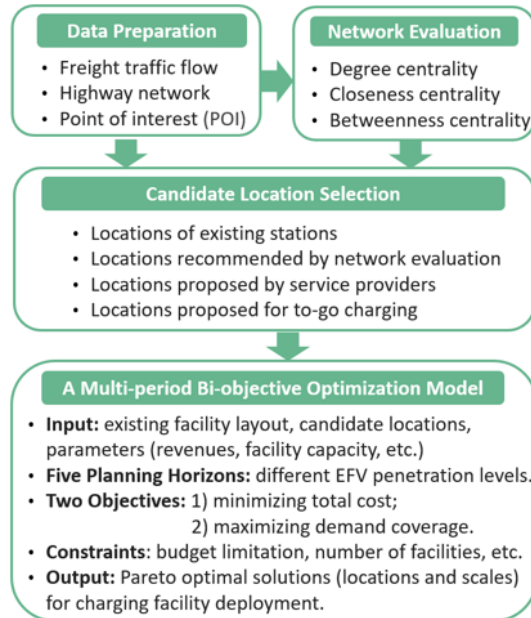 Data Preparation
• Freight traffic flow
• Highway network
• Point of interest (POI)
Network Evaluation
• Degree centrality
• Closeness centrality
• Betweenness centrality
Candidate Location Selection
• Locations of existing stations
• Locations recommended by network evaluation
• Locations proposed by service providers
• Locations proposed for to-go charging
A Multi-period Bi-objective Optimization Model
• Input: existing facility layout, candidate locations,
parameters (revenues, facility capacity, etc.)
• Five Planning Horizons: different EFV penetration levels.
• Two Objectives: 1) minimizing total cost;
2) maximizing demand coverage.
• Constraints: budget limitation, number of facilities, etc.
• Output: Pareto optimal solutions (locations and scales)
for charging facility deployment.